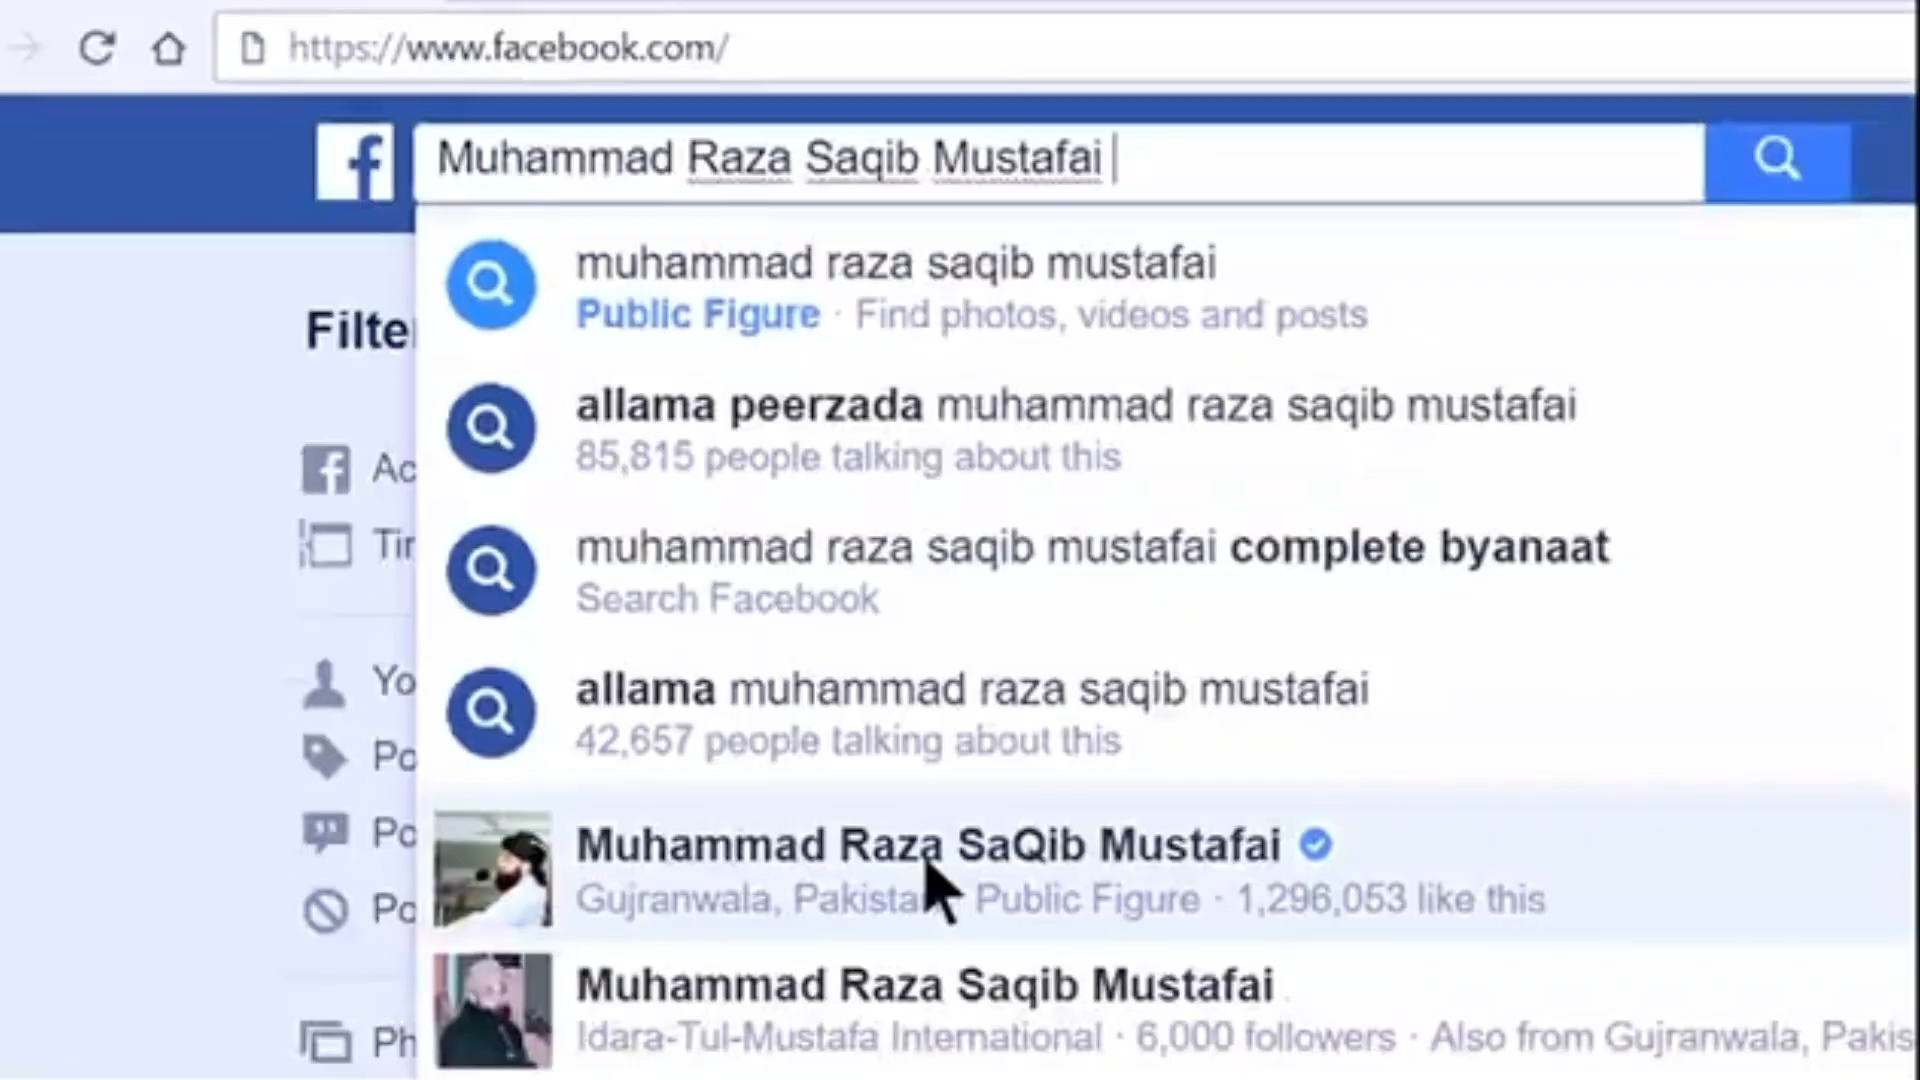 https://www.facebook.com/
f
Muhammad Raza Saqib Mustafai
muhammad raza saqib mustafai
Public Figure · Find photos, videos and posts
Filte
allama peerzada muhammad raza saqib mustafai
85,815 people talking about this
Ac
muhammad raza saqib mustafai complete byanaat
Search Facebook
Tir
allama muhammad raza saqib mustafai
42,657 people talking about this
Yo
Po
Muhammad Raza SaQib Mustafai
Gujranwala, Pakista Public Figure · 1,296,053 like this
Po
Po
Muhammad Raza Saqib Mustafai
Idara-Tul-Mustafa International · 6,000 followers · Also from Gujranwala, Pakis
Ph